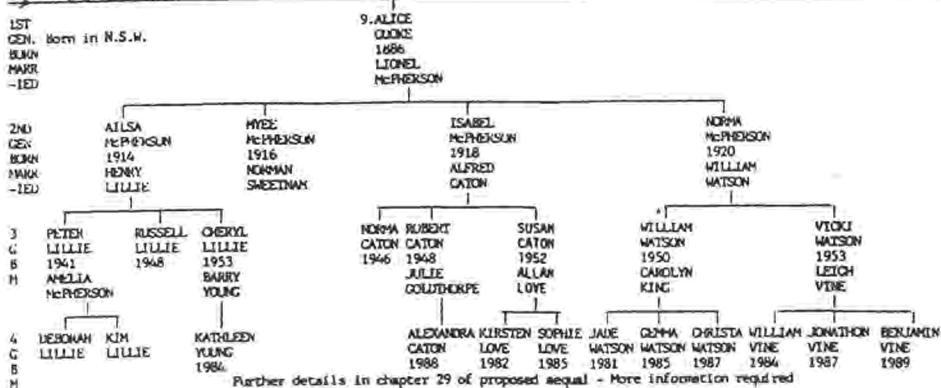 1ST 9.ALICE
GEN. Born in N.S.W. COOKE
BORN 1886
MARR LIONEL
-IED McPHERSON
2ND AILSA MYEE ISABEL NORMA
GEN McPHERSON McPHERSON McPHERSON McPHERSON
BORN 1914 1916 1918 1920
MARR HENRY NORMAN ALFRED WILLIAM
-IED LILLIE SWEETNAM CATON WATSON
3 PETER RUSSELL CHERYL NORMA ROBERT SUSAN * WILLIAM VICKI
G LILLIE LILLIE LILLIE CATON CATON CATON WATSON WATSON
B 1941 1948 1953 1946 1948 1952 1950 1953
M AMELIA BARRY JULIE ALLAN CAROLYN LEIGH
McPHERSON YOUNG GOLDTHORPE LOVE KING VINE
4 DEBORAH KIM KATHLEEN ALEXANDRA KIRSTEN SOPHIE JADE GEMMA CHRISTA WILLIAM JONATHON BENJAMIN
G LILLIE LILLIE YOUNG CATON LOVE LOVE WATSON WATSON WATSON VINE VINE VINE
B 1984 1988 1982 1985 1981 1985 1987 1984 1987 1989
M Further details in chapter 29 of proposed sequal - More information required